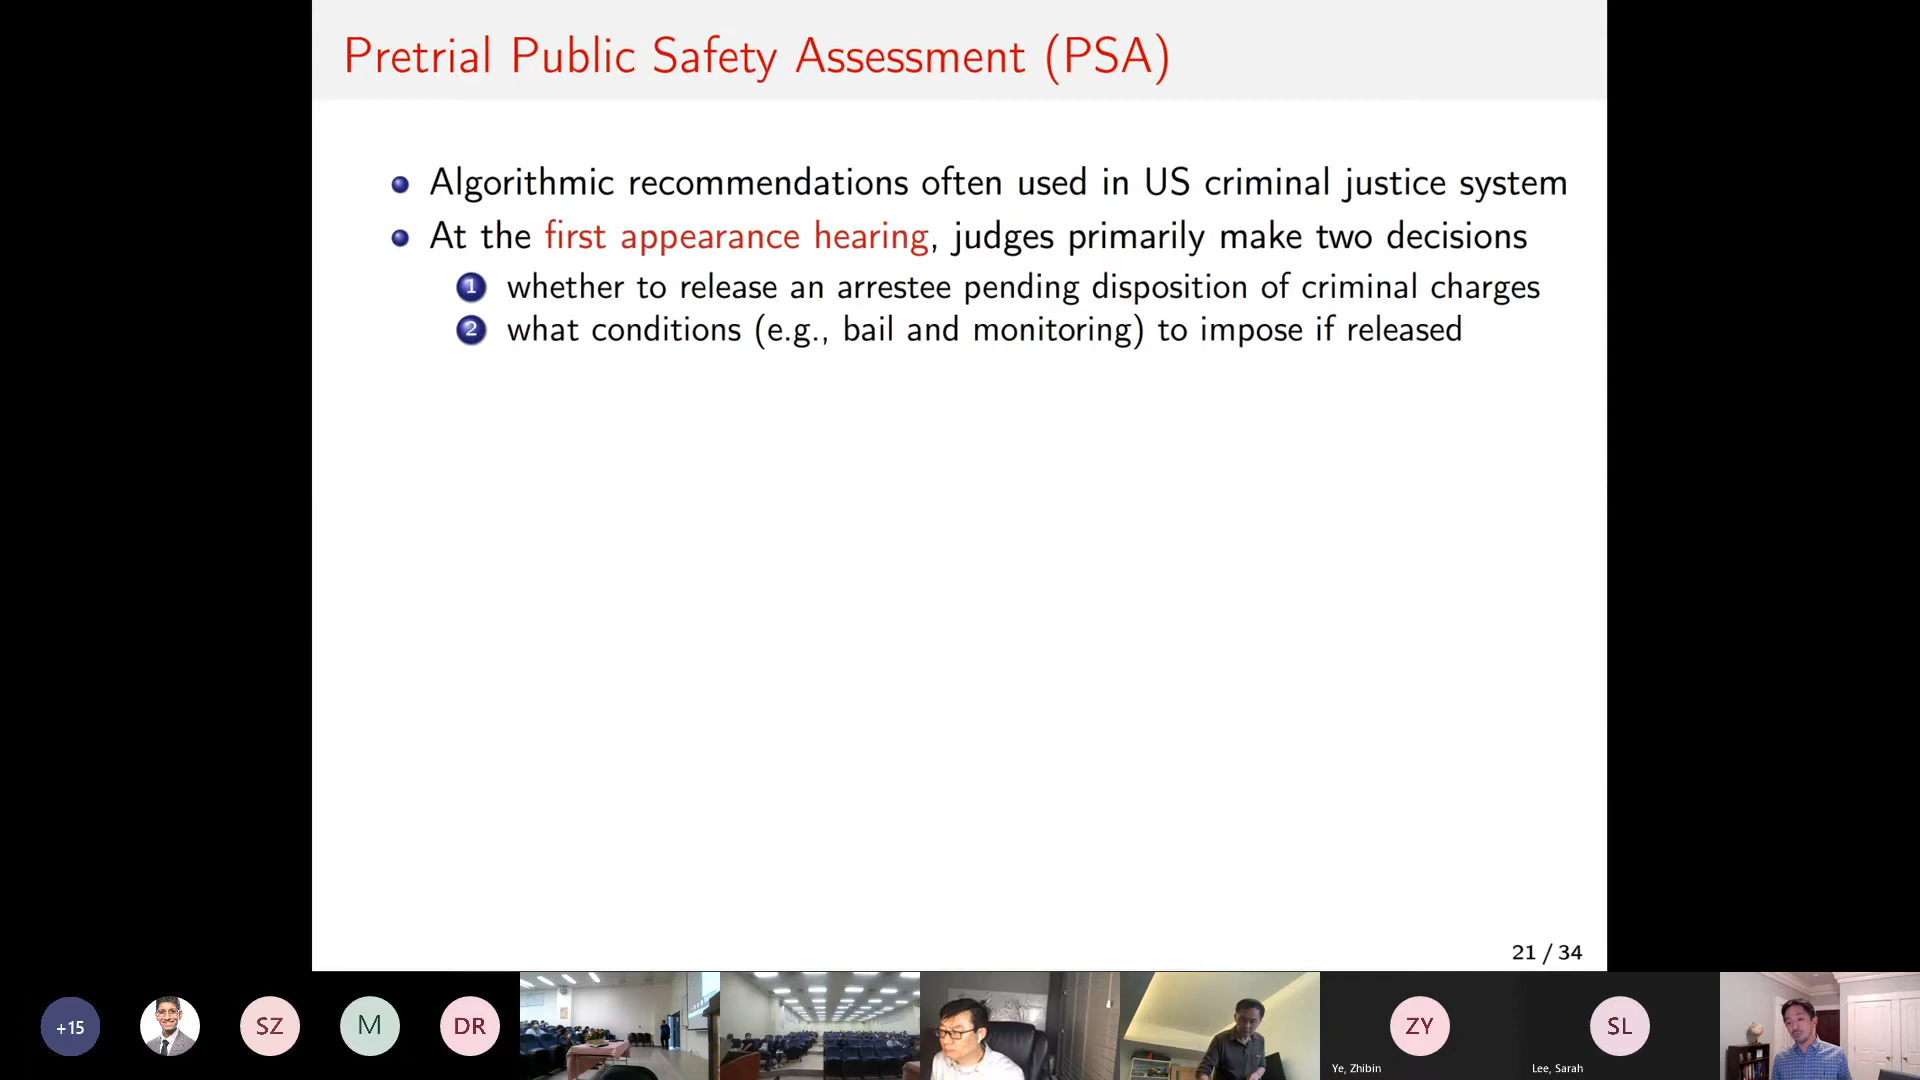 Pretrial Public Safety Assessment (PSA)
Algorithmic recommendations often used in US criminal justice system
At the first appearance hearing, judges primarily make two decisions
1 whether to release an arrestee pending disposition of criminal charges
2 what conditions (e.g., bail and monitoring) to impose if released
21 / 34
+15
SZ
M
DR
ZY
SL
Ye, Zhibin
Lee, Sarah